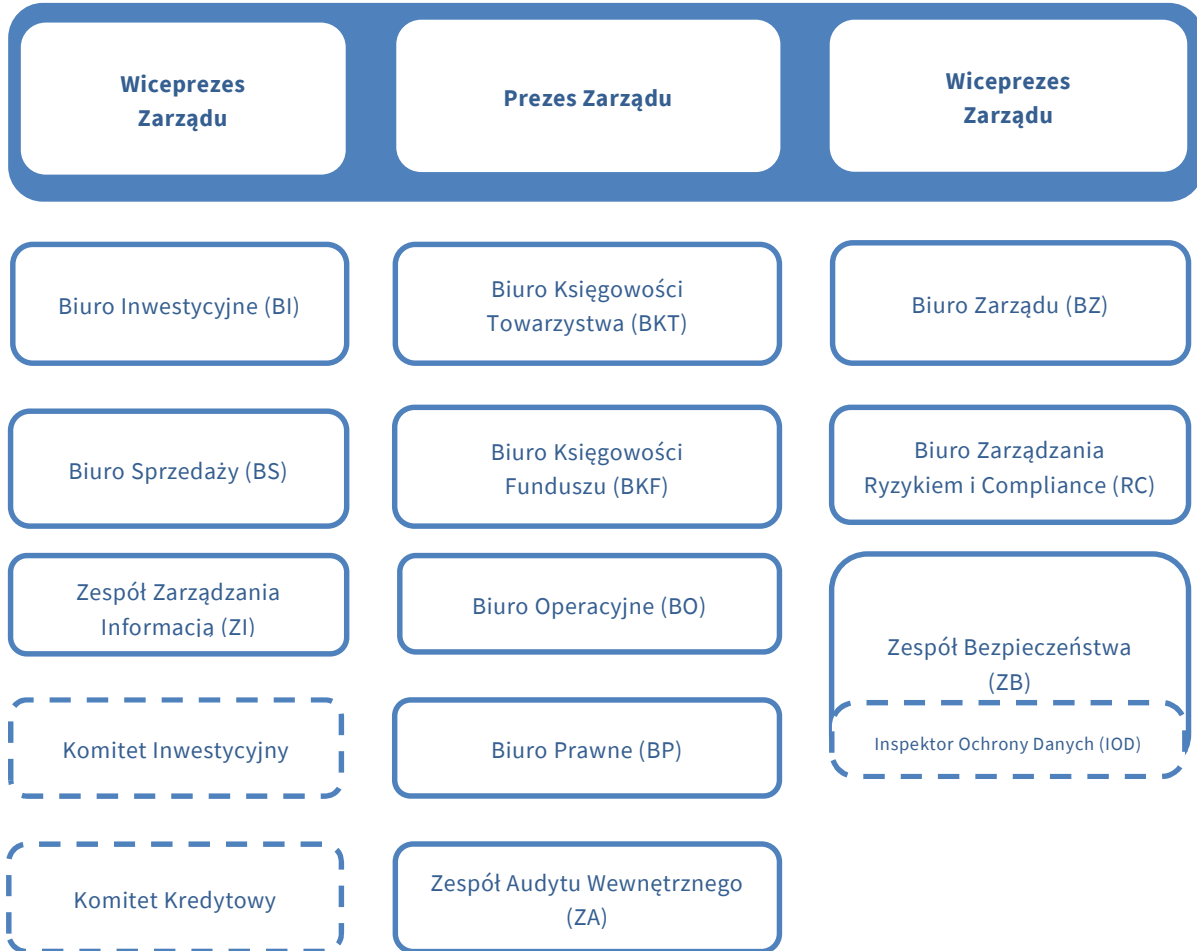 Wiceprezes
Zarządu
Prezes Zarządu
Wiceprezes
Zarządu
Biuro Inwestycyjne (BI)
Biuro Księgowości
Towarzystwa (BKT)
Biuro Zarządu (BZ)
Biuro Sprzedaży (BS)
Biuro Księgowości
Funduszu (BKF)
Biuro Zarządzania
Ryzykiem i Compliance (RC)
Zespół Zarządzania
Informacją (ZI)
Biuro Operacyjne (BO)
Zespół Bezpieczeństwa
(ZB)
Komitet Inwestycyjny
Biuro Prawne (BP)
Inspektor Ochrony Danych (IOD)
Komitet Kredytowy
Zespół Audytu Wewnętrznego
(ZA)